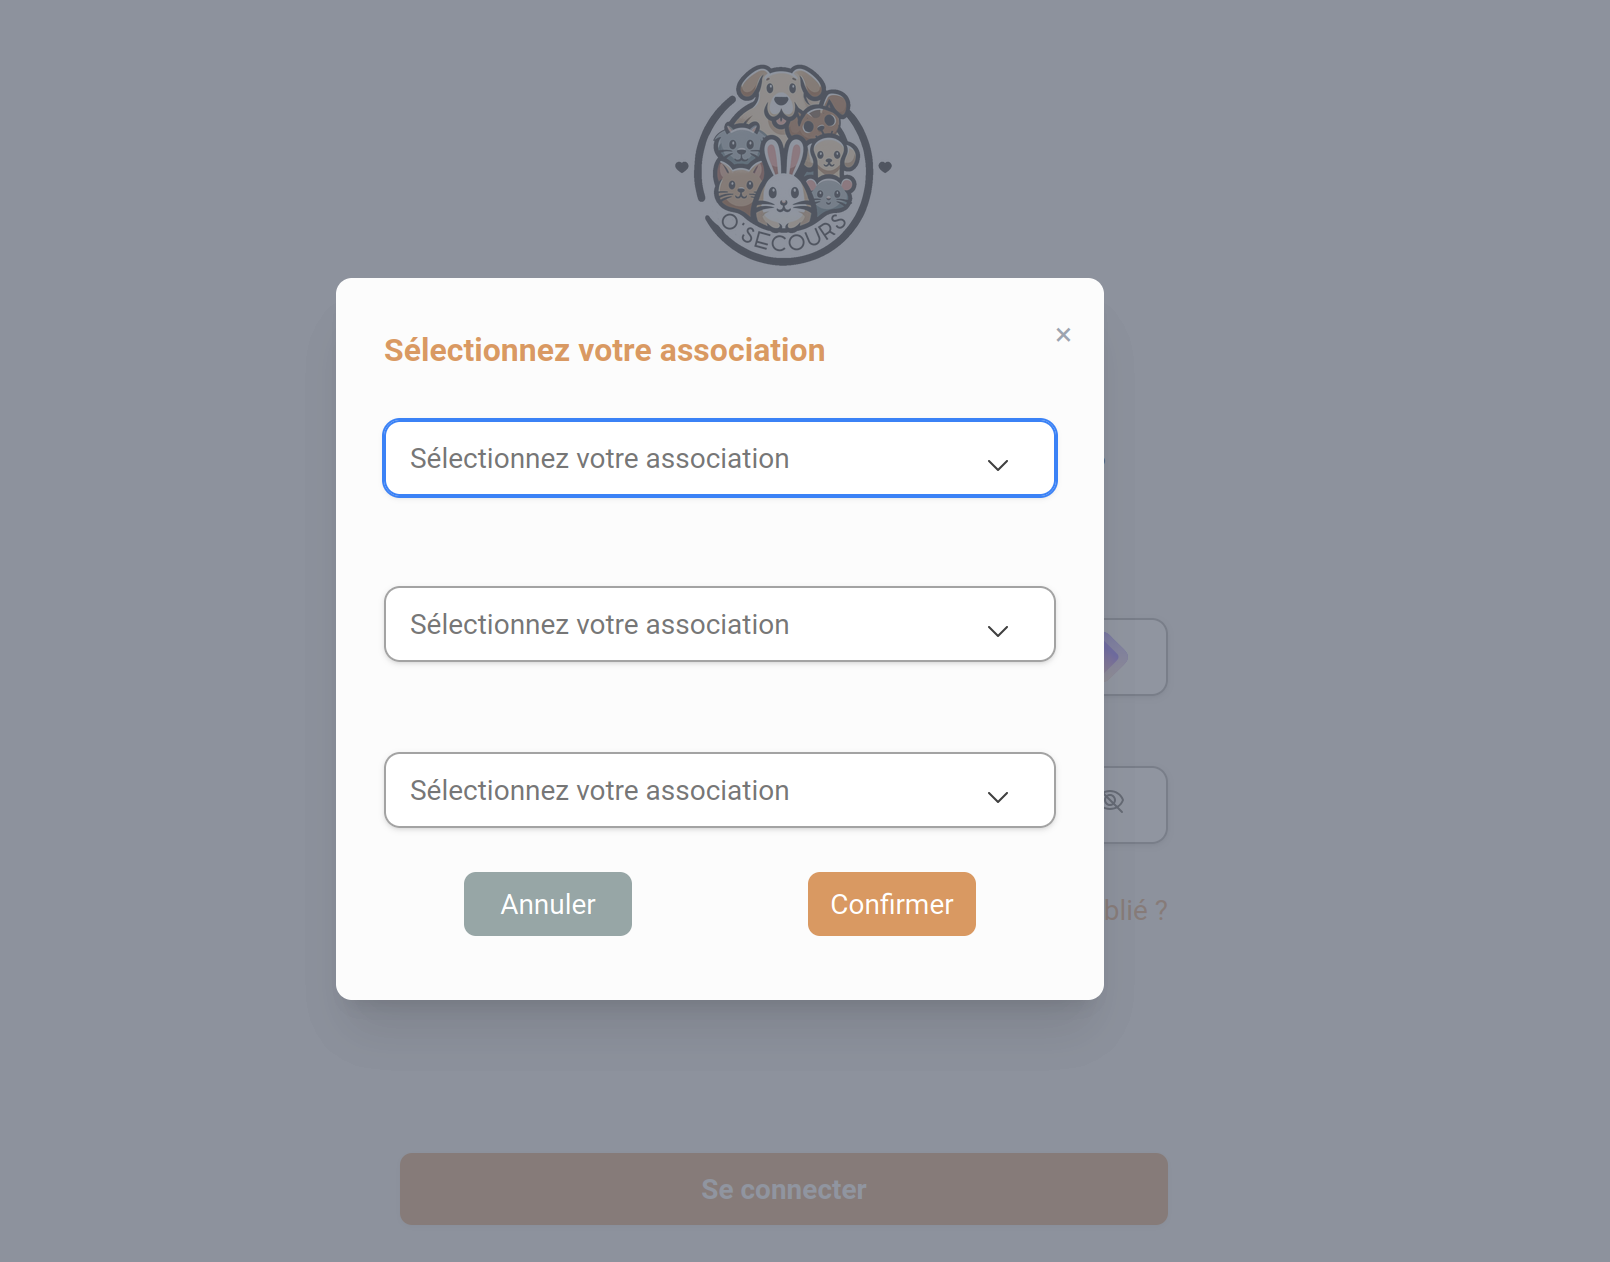 O'SECOURS
Sélectionnez votre association
×
Sélectionnez votre association
Sélectionnez votre association
Sélectionnez votre association
Annuler
Confirmer
blié ?
Se connecter